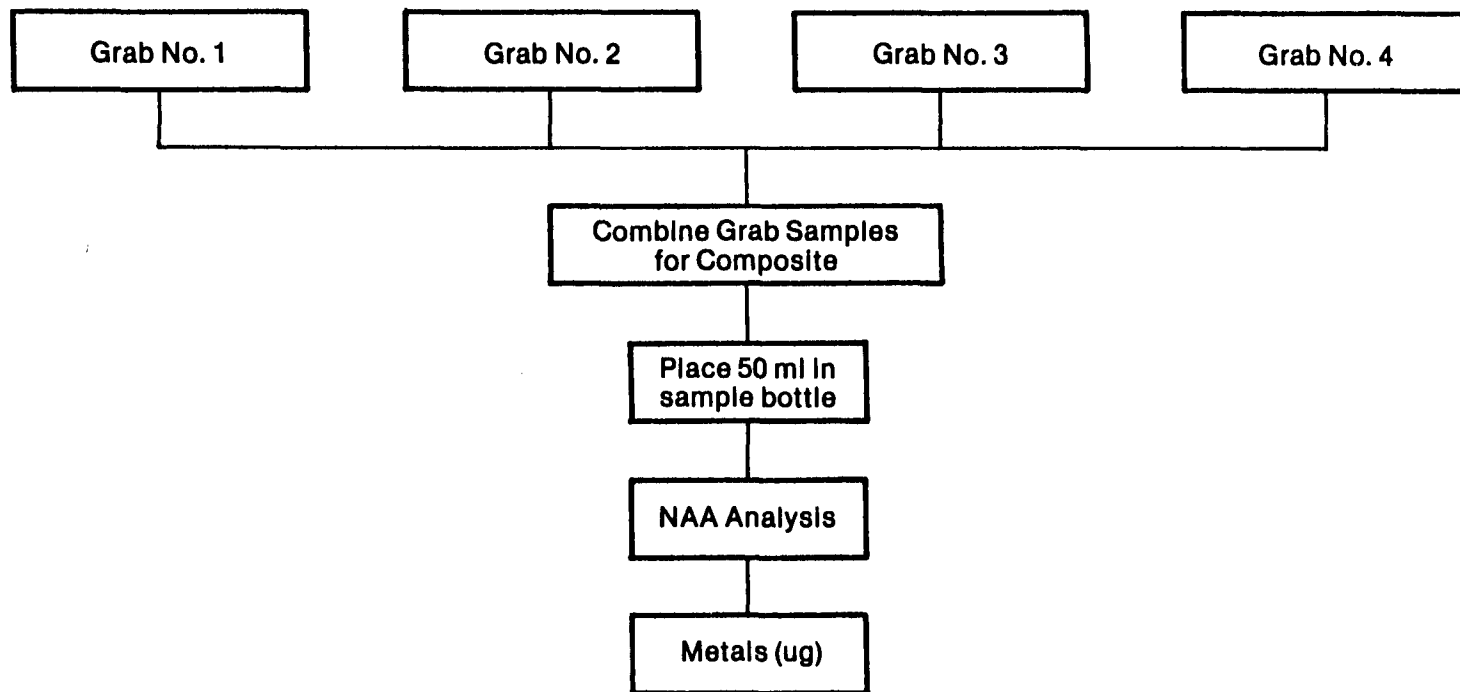 Grab No. 1
Grab No. 2
Grab No. 3
Grab No. 4
Combine Grab Samples
for Composite
Place 50 ml in
sample bottle
NAA Analysis
Metals (ug)